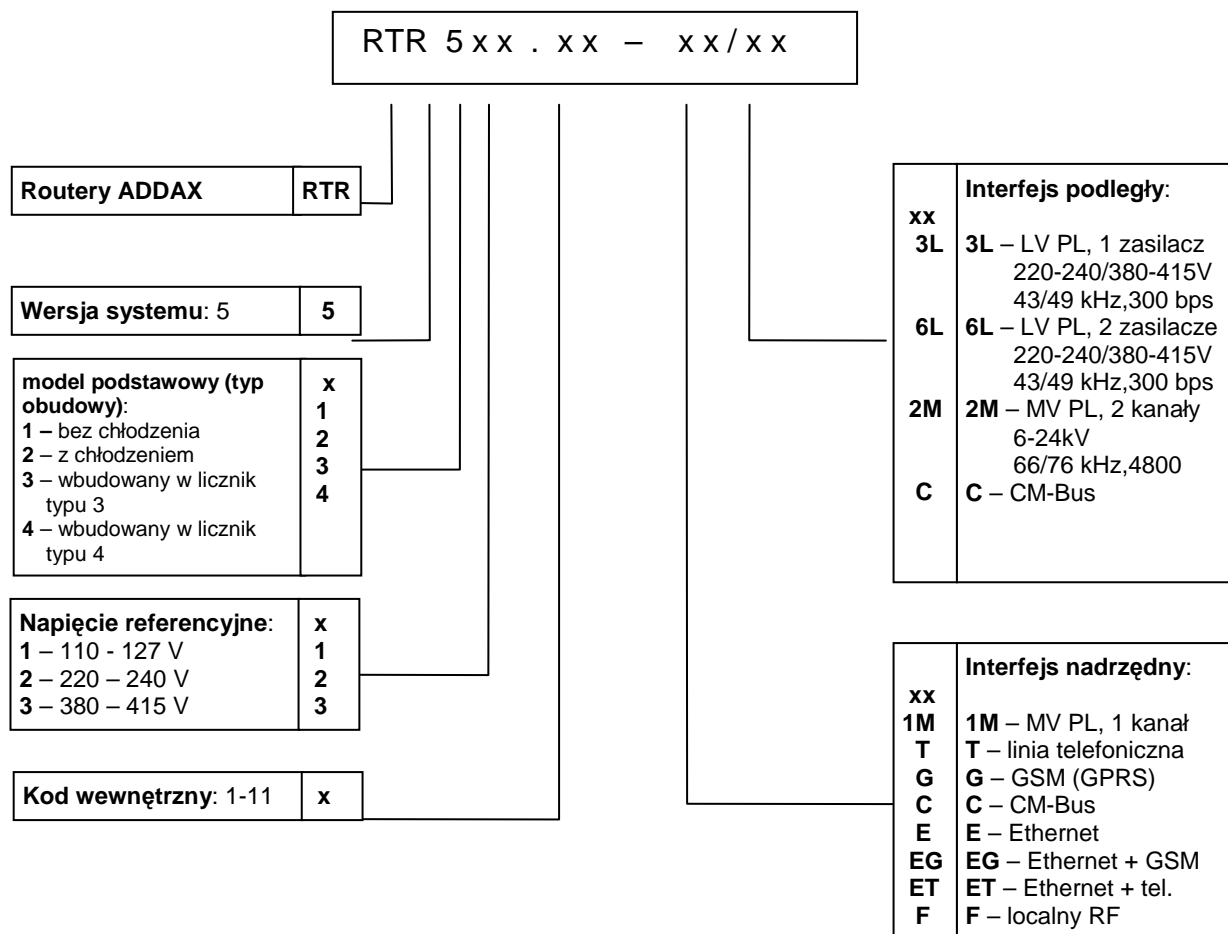 RTR 5xx . xx – xx/xx
Routery ADDAX RTR
Wersja systemu: 5 5
model podstawowy (typ x
obudowy): 1
1 – bez chłodzenia 2
2 – z chłodzeniem 3
3 – wbudowany w licznik 4
typu 3
4 – wbudowany w licznik
typu 4
Napięcie referencyjne: x
1 – 110 - 127 V 1
2 – 220 – 240 V 2
3 – 380 – 415 V 3
Kod wewnętrzny: 1-11 x
Interfejs podległy:
xx
3L 3L – LV PL, 1 zasilacz
220-240/380-415V
43/49 kHz,300 bps
6L 6L – LV PL, 2 zasilacze
220-240/380-415V
43/49 kHz,300 bps
2M 2M – MV PL, 2 kanały
6-24kV
66/76 kHz,4800
C C – CM-Bus
Interfejs nadrzędny:
xx
1M 1M – MV PL, 1 kanał
T T – linia telefoniczna
G G – GSM (GPRS)
C C – CM-Bus
E E – Ethernet
EG EG – Ethernet + GSM
ET ET – Ethernet + tel.
F F – localny RF